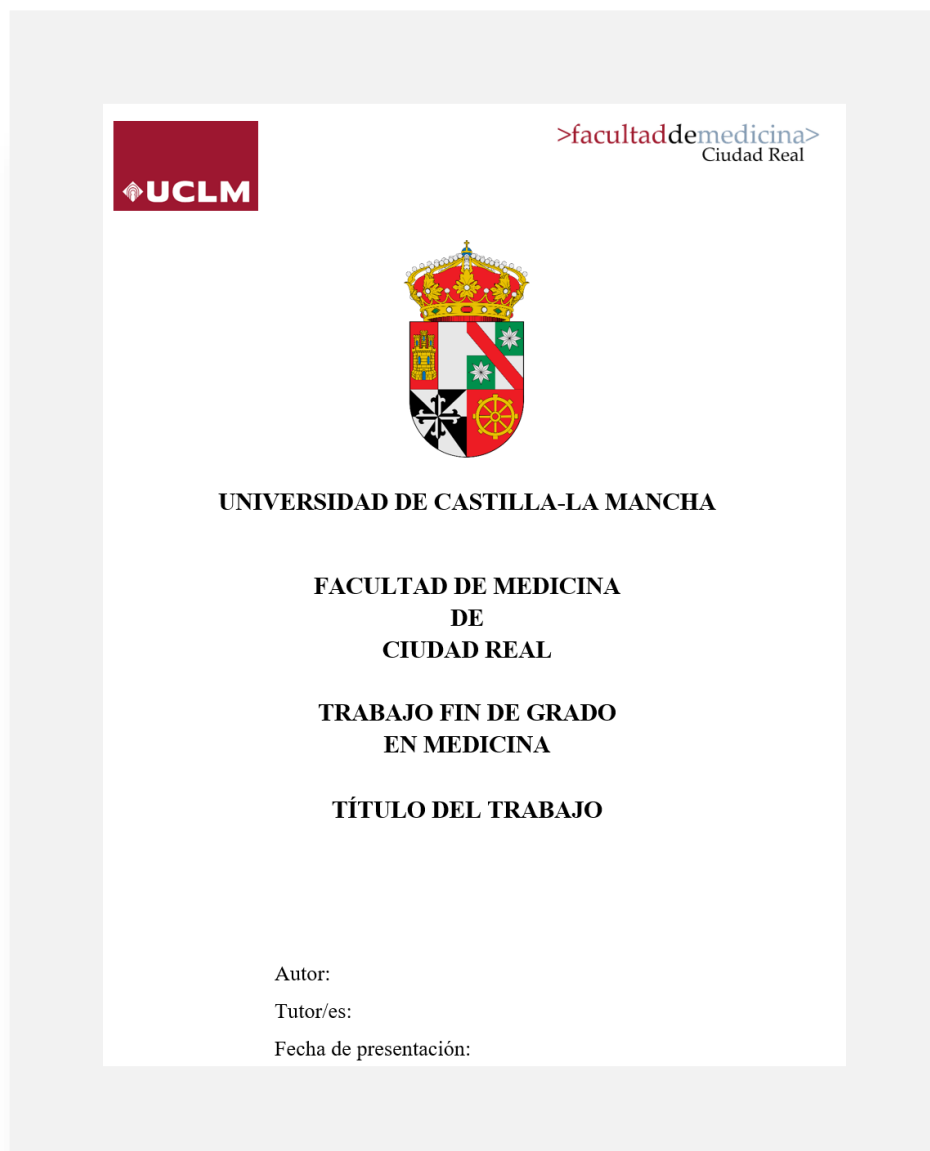 UCLM
>facultaddemedicina>
Ciudad Real
UNIVERSIDAD DE CASTILLA-LA MANCHA
FACULTAD DE MEDICINA
DE
CIUDAD REAL
TRABAJO FIN DE GRADO
EN MEDICINA
TÍTULO DEL TRABAJO
Autor:
Tutor/es:
Fecha de presentación: